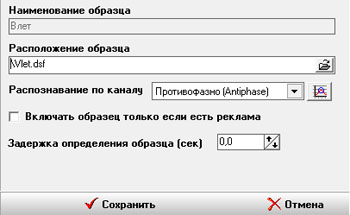 Наименование образца
Влет
Расположение образца
\Vlet.dsf
Распознавание по каналу Противофазно (Antiphase)
Включать образец только если есть реклама
Задержка определения образца (сек) 0,0
Сохранить Отмена